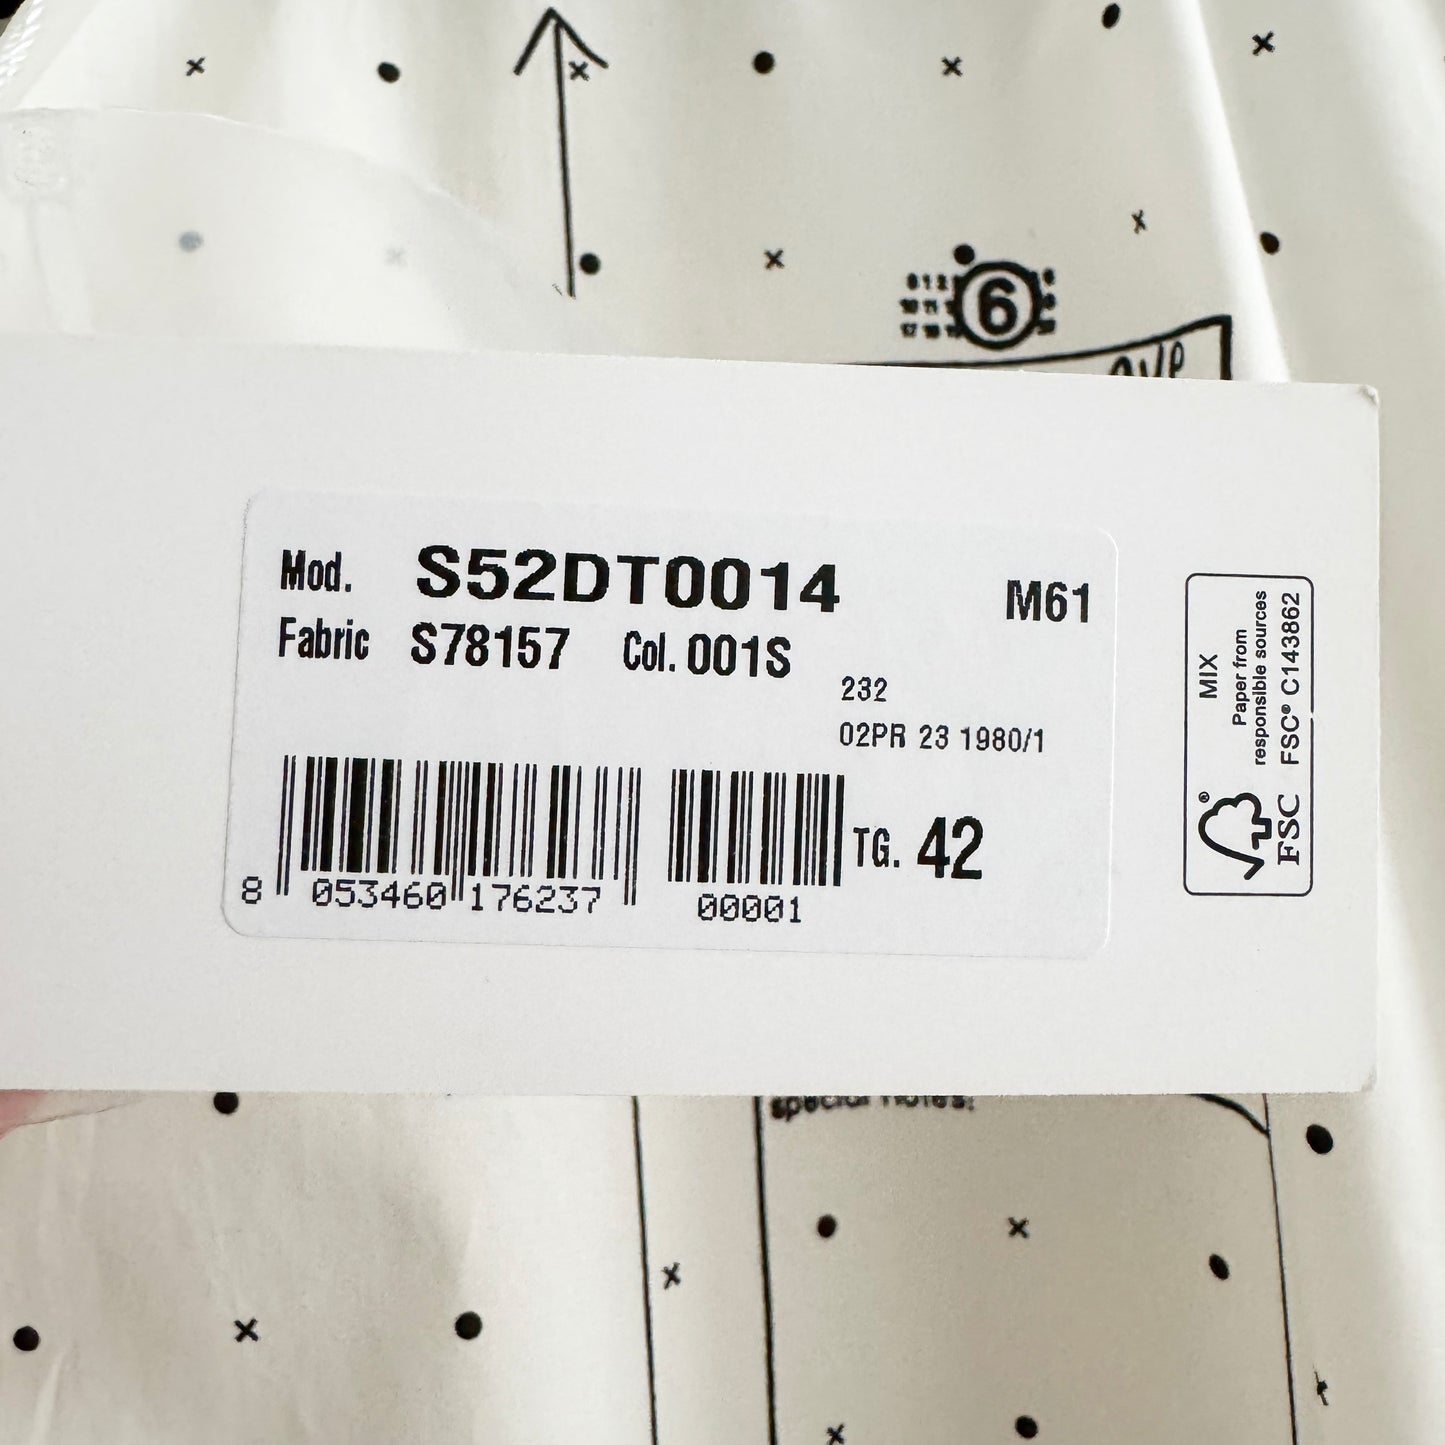 6
Mod. S52DT0014 M61
Fabric S78157 Col. 001S
232
02PR 23 1980/1
8 053460 176237 00001 TG. 42
MIX
Paper from
responsible sources
FSC® C143862
FSC
special notes: